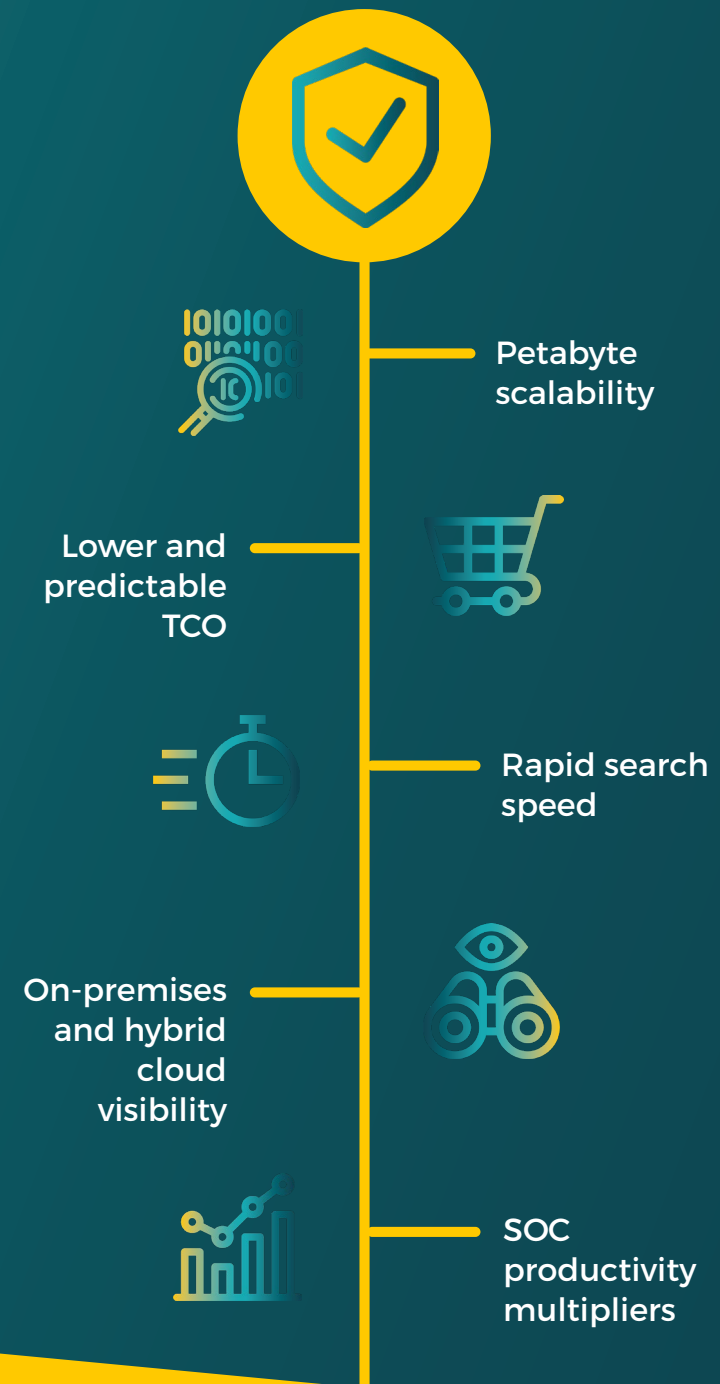 Petabyte
scalability
Lower and
predictable
TCO
Rapid search
speed
On-premises
and hybrid
cloud
visibility
SOC
productivity
multipliers